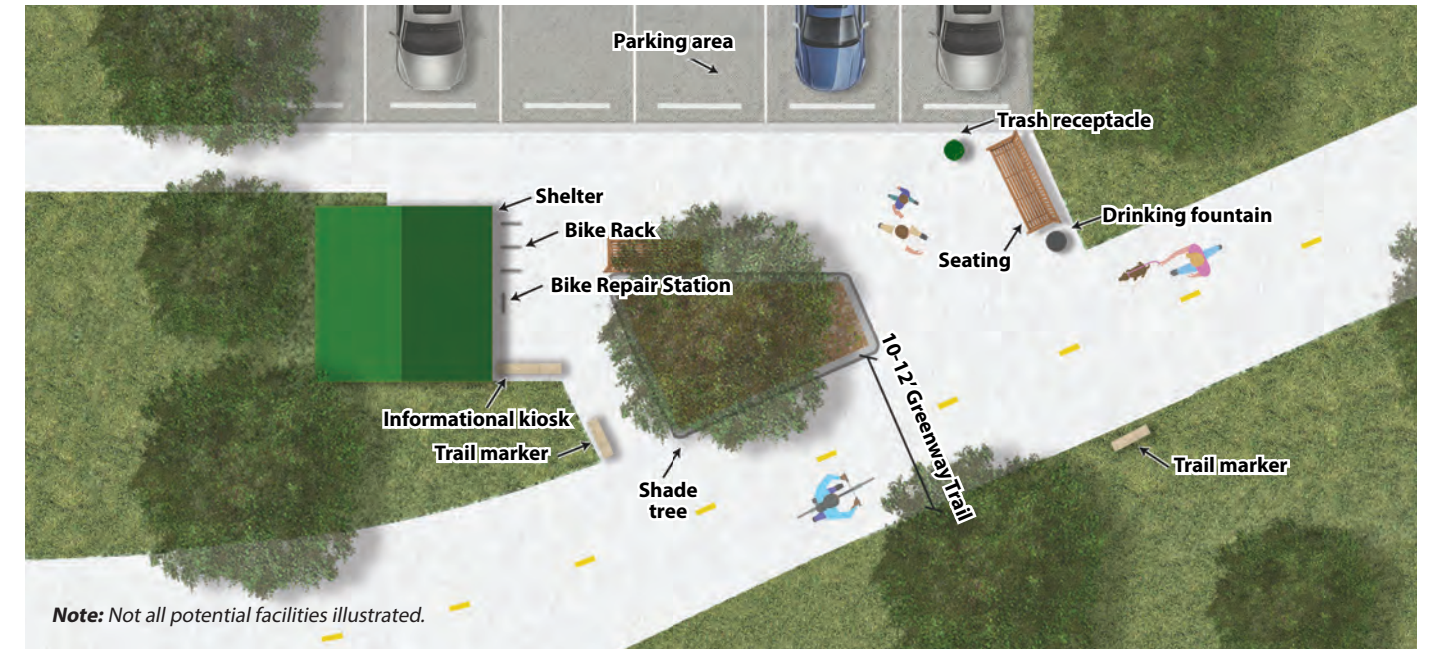 Parking area
Trash receptacle
Shelter
Bike Rack
Drinking fountain
Seating
Bike Repair Station
10-12’ Greenway Trail
Informational kiosk
Trail marker
Trail marker
Shade
tree
Note: Not all potential facilities illustrated.